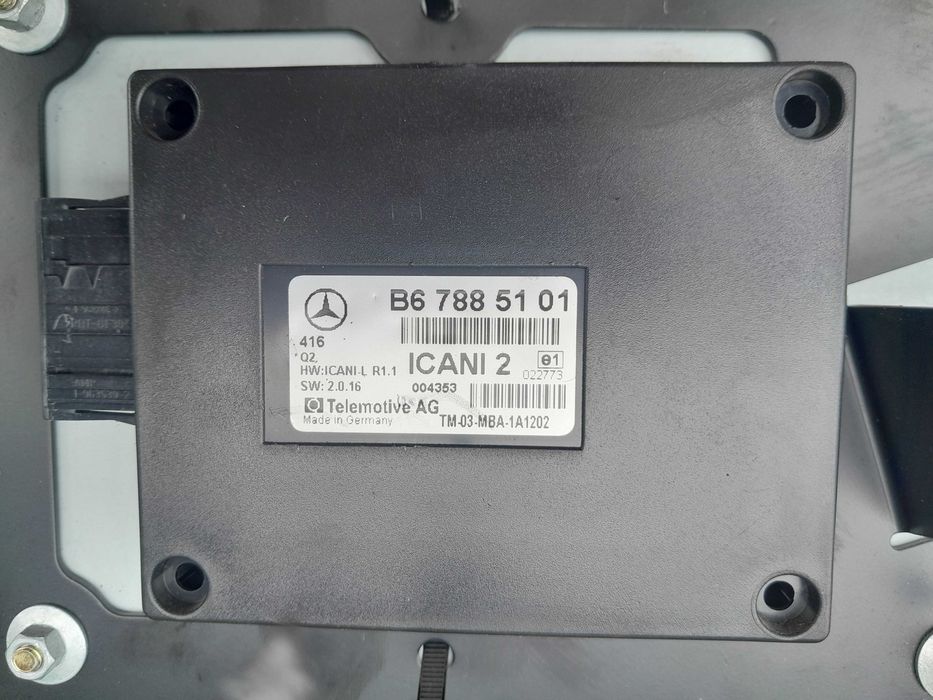 B6 788 51 01
416
Q2
HW:ICANI-L R1.1
ICANI 2
e1
022773
SW: 2.0.16
004353
Telemotive AG
Made in Germany
TM-03-MBA-1A1202